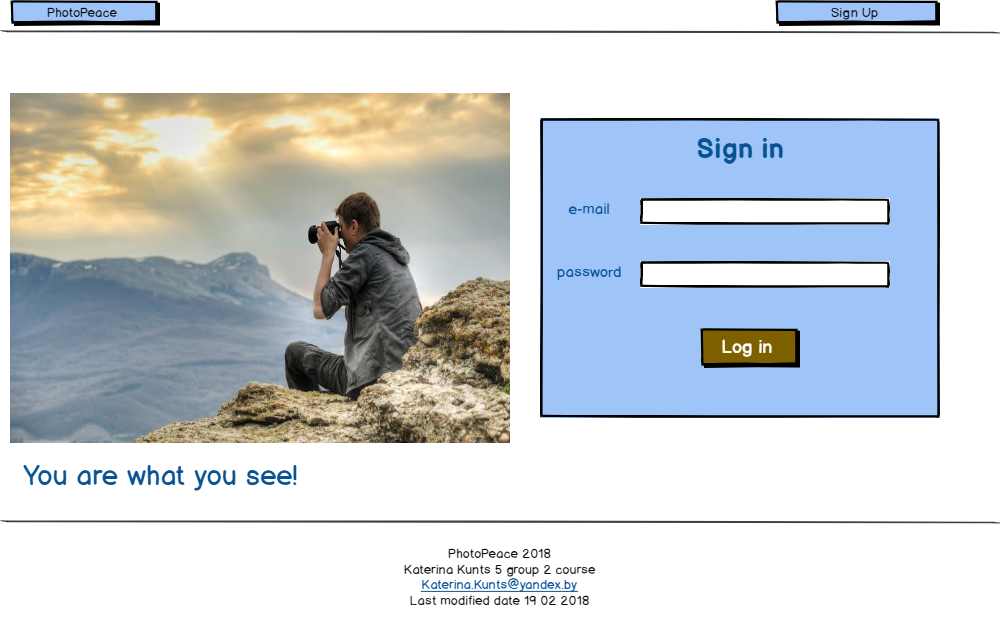 PhotoPeace
Sign Up
Sign in
e-mail
password
Log in
You are what you see!
PhotoPeace 2018
Katerina Kunts 5 group 2 course
Katerina.Kunts@yandex.by
Last modified date 19 02 2018